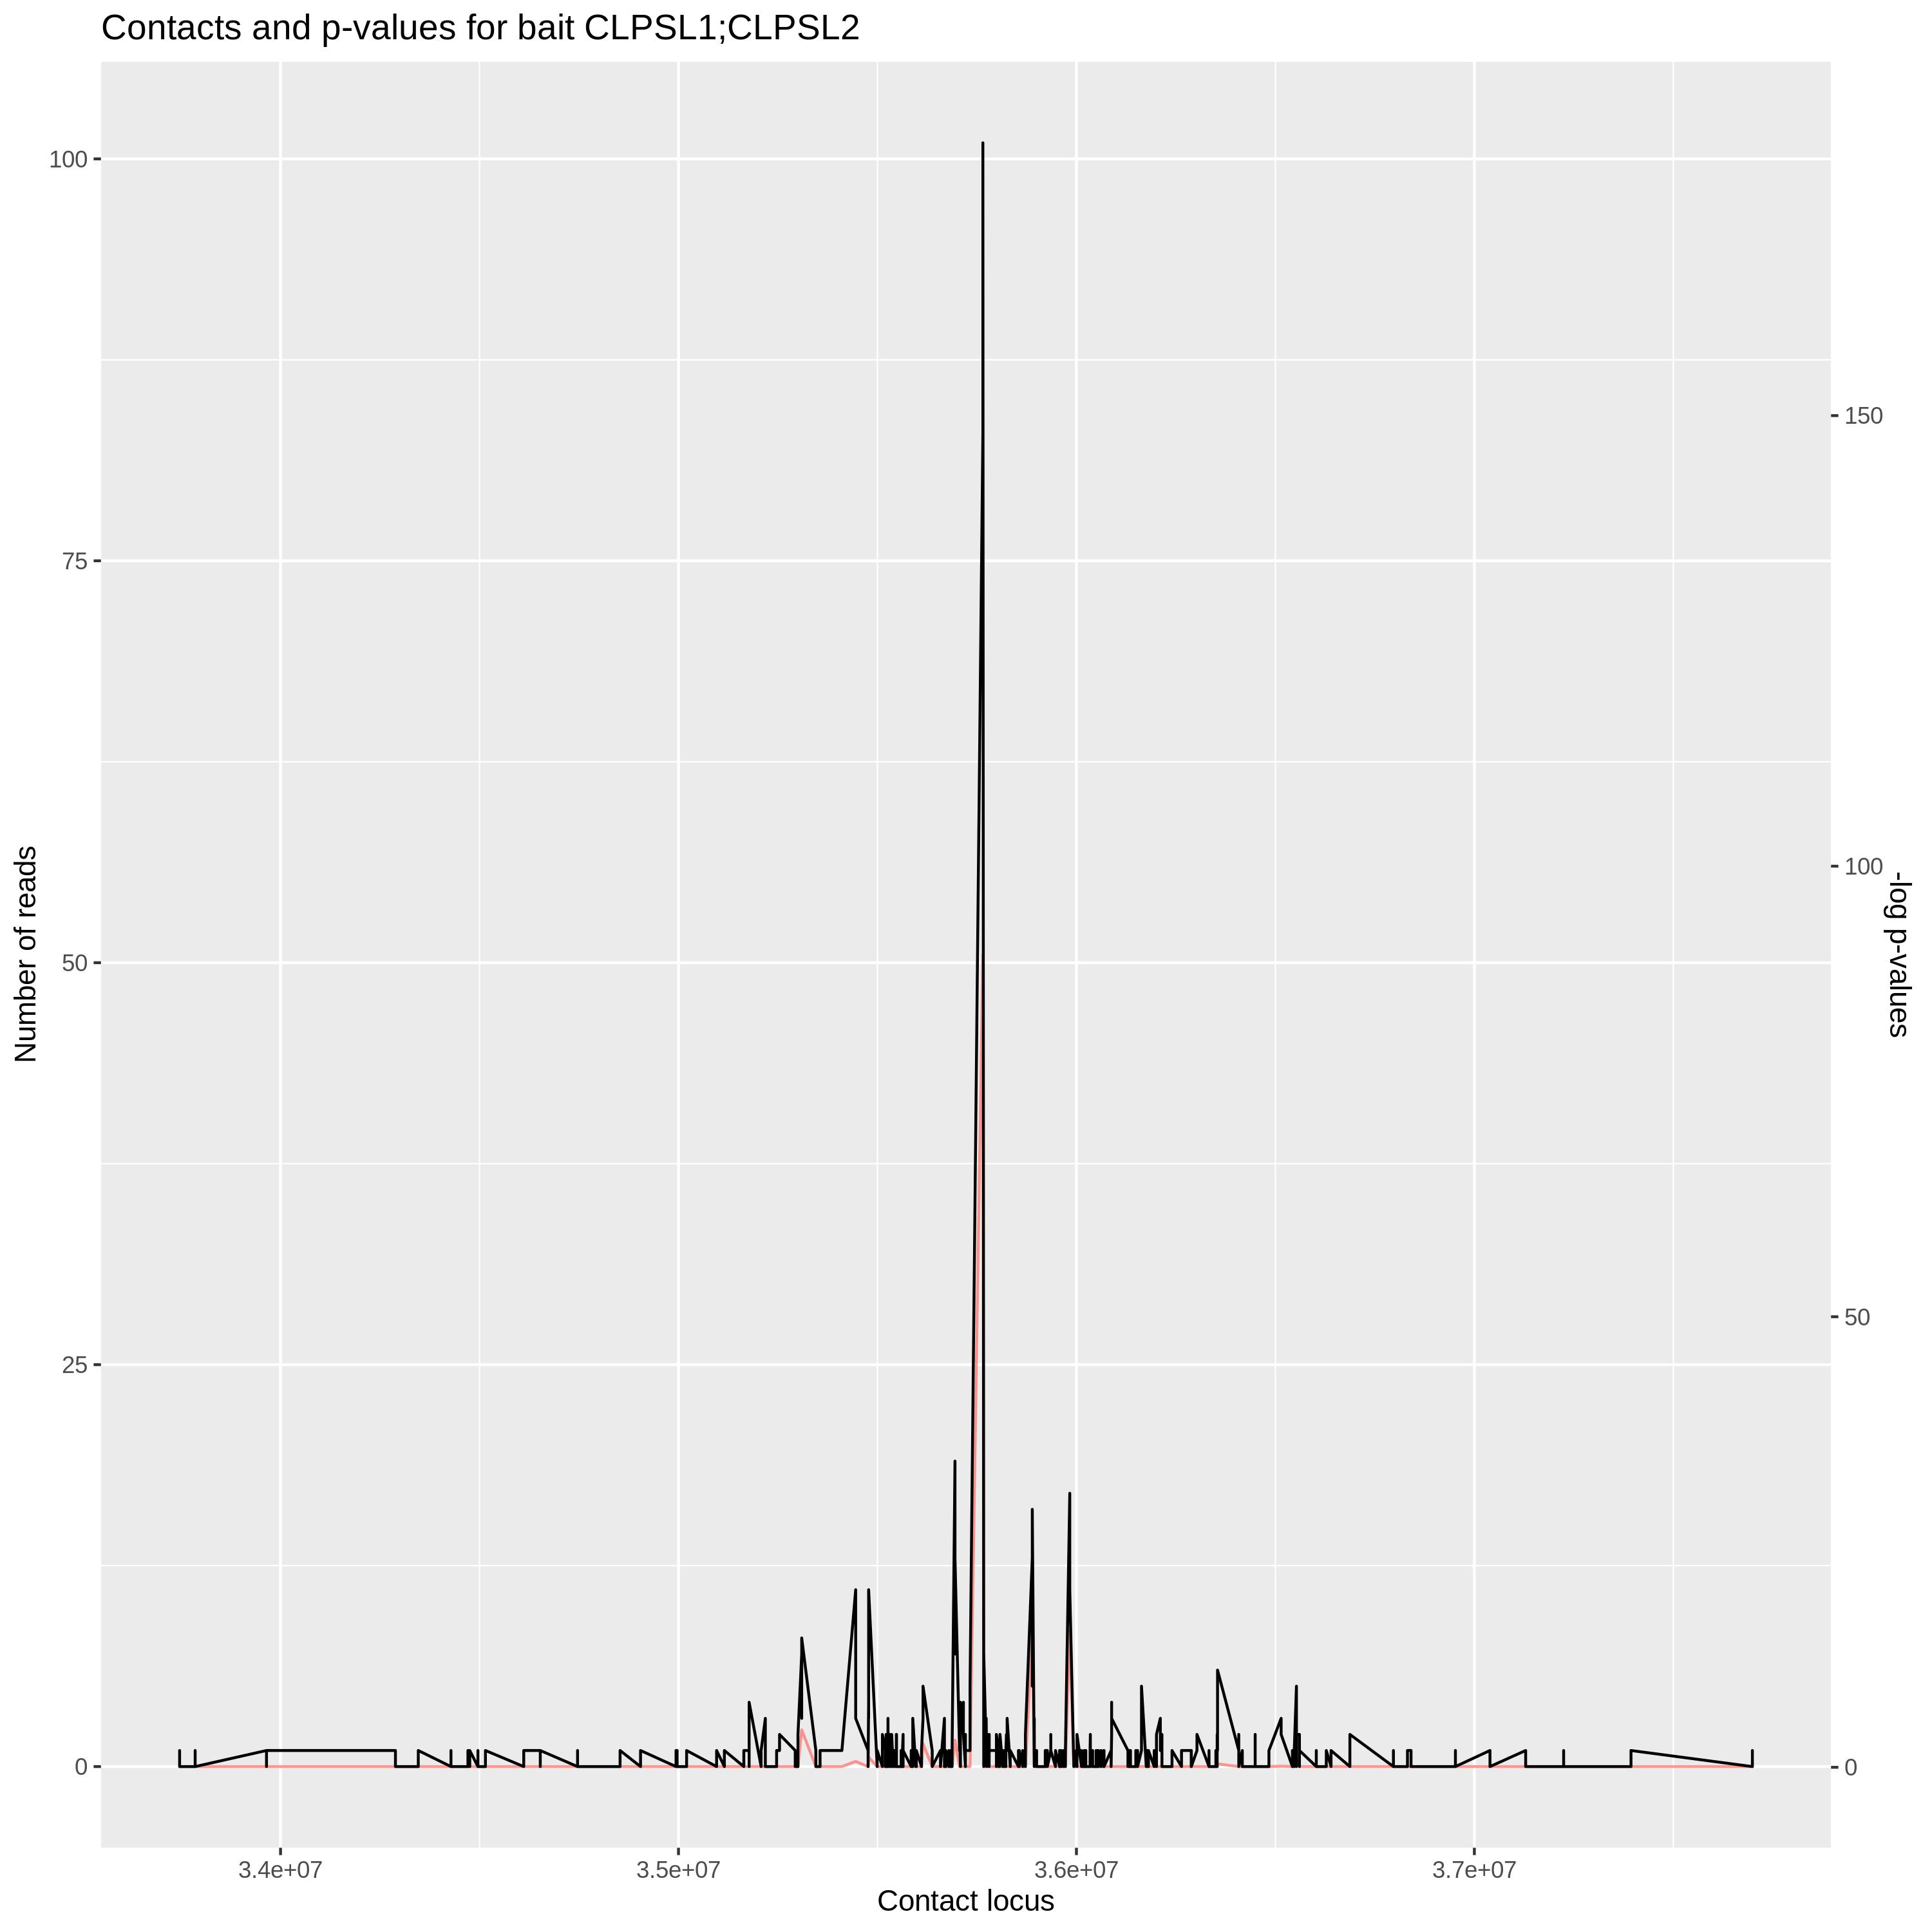 Contacts and p-values for bait CLPSL1;CLPSL2
Number of reads
100
75
50
25
0
150
100
50
0
-log p-values
3.4e+07 3.5e+07 3.6e+07 3.7e+07
Contact locus